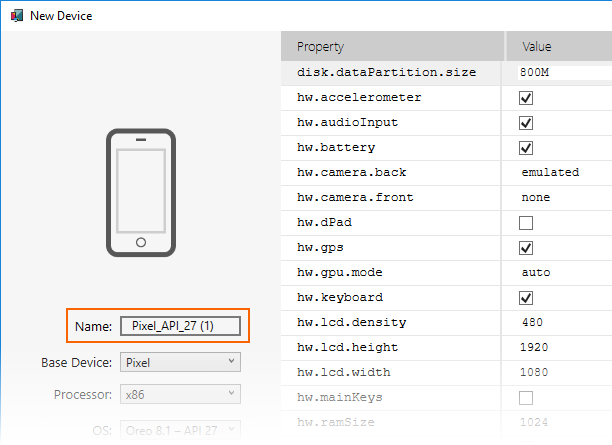 New Device
Property Value
disk.dataPartition.size 800M
hw.accelerometer
hw.audioInput
hw.battery
hw.camera.back emulated
hw.camera.front none
hw.dPad
hw.gps
hw.gpu.mode auto
hw.keyboard
hw.lcd.density 480
hw.lcd.height 1920
hw.lcd.width 1080
hw.mainKeys
hw.ramSize 1024
Name: Pixel_API_27 (1)
Base Device: Pixel
Processor: x86
OS: Oreo 8.1 – API 27